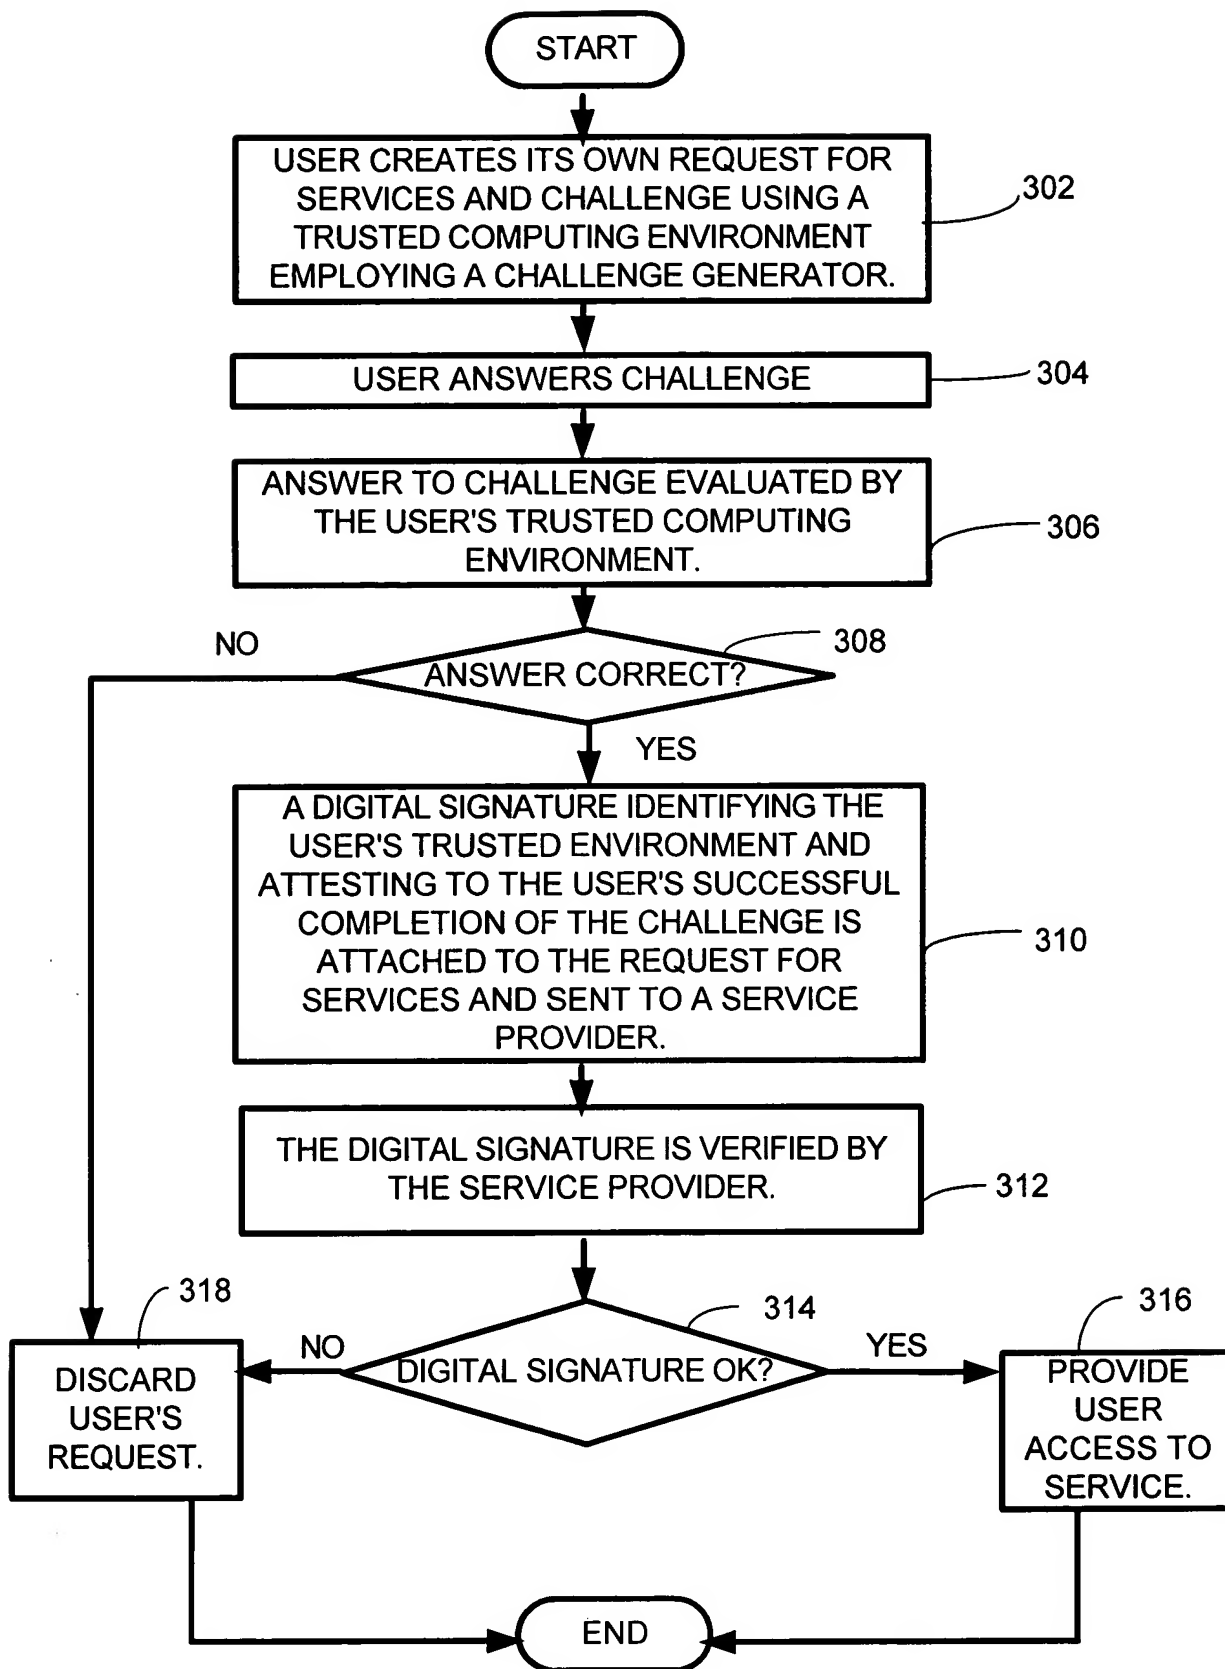 START
USER CREATES ITS OWN REQUEST FOR
SERVICES AND CHALLENGE USING A
TRUSTED COMPUTING ENVIRONMENT
EMPLOYING A CHALLENGE GENERATOR.
302
USER ANSWERS CHALLENGE
304
ANSWER TO CHALLENGE EVALUATED BY
THE USER'S TRUSTED COMPUTING
ENVIRONMENT.
306
NO
308
ANSWER CORRECT?
YES
A DIGITAL SIGNATURE IDENTIFYING THE
USER'S TRUSTED ENVIRONMENT AND
ATTESTING TO THE USER'S SUCCESSFUL
COMPLETION OF THE CHALLENGE IS
ATTACHED TO THE REQUEST FOR
SERVICES AND SENT TO A SERVICE
PROVIDER.
310
THE DIGITAL SIGNATURE IS VERIFIED BY
THE SERVICE PROVIDER.
312
318
314
316
NO
DIGITAL SIGNATURE OK?
YES
DISCARD
USER'S
REQUEST.
PROVIDE
USER
ACCESS TO
SERVICE.
END